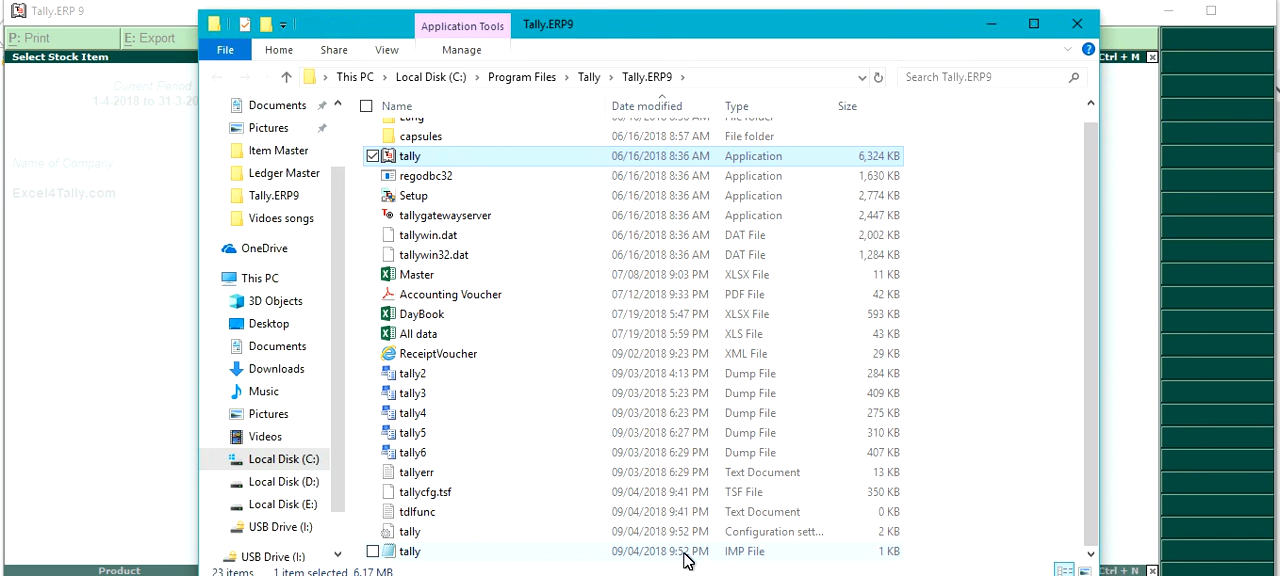 Tally.ERP 9
Application Tools
Tally.ERP9
P: Print
E: Export
File
Home
Share
View
Manage
Select Stock Item
Ctrl + M
Current Period
1-4-2018 to 31-3-20
Name of Company
Excel4Tally.com
This PC
Local Disk (C:)
Program Files
Tally
Tally.ERP9
Search Tally.ERP9
Documents
Pictures
Item Master
Ledger Master
Tally.ERP9
Vidoes songs
OneDrive
This PC
3D Objects
Desktop
Documents
Downloads
Music
Pictures
Videos
Local Disk (C:)
Local Disk (D:)
Local Disk (E:)
USB Drive (I:)
USB Drive (I:)
Name Date modified Type Size
capsules 06/16/2018 8:57 AM File folder
tally 06/16/2018 8:36 AM Application 6,324 KB
regodbc32 06/16/2018 8:36 AM Application 1,630 KB
Setup 06/16/2018 8:36 AM Application 2,774 KB
tallygatewayserver 06/16/2018 8:36 AM Application 2,447 KB
tallywin.dat 06/16/2018 8:36 AM DAT File 2,002 KB
tallywin32.dat 06/16/2018 8:36 AM DAT File 1,284 KB
Master 07/08/2018 9:03 PM XLSX File 11 KB
Accounting Voucher 07/12/2018 9:33 PM PDF File 42 KB
DayBook 07/19/2018 5:47 PM XLSX File 593 KB
All data 07/19/2018 5:59 PM XLS File 43 KB
ReceiptVoucher 09/02/2018 9:23 PM XML File 29 KB
tally2 09/03/2018 4:13 PM Dump File 284 KB
tally3 09/03/2018 5:23 PM Dump File 409 KB
tally4 09/03/2018 6:23 PM Dump File 275 KB
tally5 09/03/2018 6:27 PM Dump File 310 KB
tally6 09/03/2018 6:29 PM Dump File 407 KB
tallyerr 09/03/2018 6:29 PM Text Document 13 KB
tallycfg.tsf 09/04/2018 9:41 PM TSF File 350 KB
tdlfunc 09/04/2018 9:41 PM Text Document 0 KB
tally 09/04/2018 9:52 PM Configuration sett... 2 KB
tally 09/04/2018 9:52 PM IMP File 1 KB
23 items 1 item selected 6.17 MB
Product
Ctrl + N